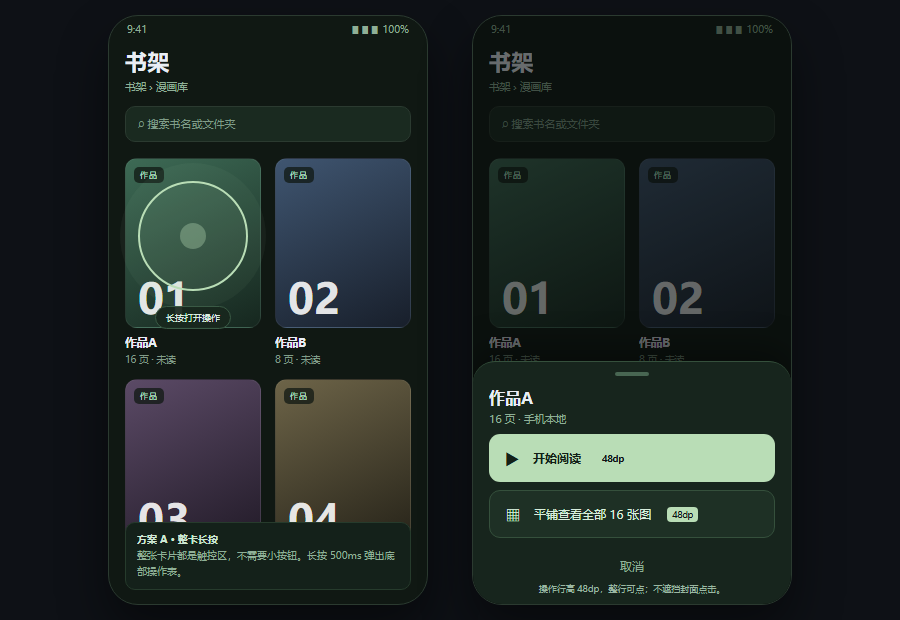 9:41
100%
书架
书架 › 漫画库
搜索书名或文件夹
作品
作品
01
长按打开操作
02
作品A
作品B
16 页 · 未读
8 页 · 未读
作品
作品
03
04
方案 A • 整卡长按
整张卡片都是触控区，不需要小按钮。长按 500ms 弹出底
部操作表。
9:41
100%
书架
书架 › 漫画库
搜索书名或文件夹
作品
作品
01
02
作品A
作品B
16 页 · 未读
8 页 · 未读
作品A
16 页 · 手机本地
开始阅读 48dp
平铺查看全部 16 张图 48dp
取消
操作行高 48dp，整行可点；不遮挡封面点击。